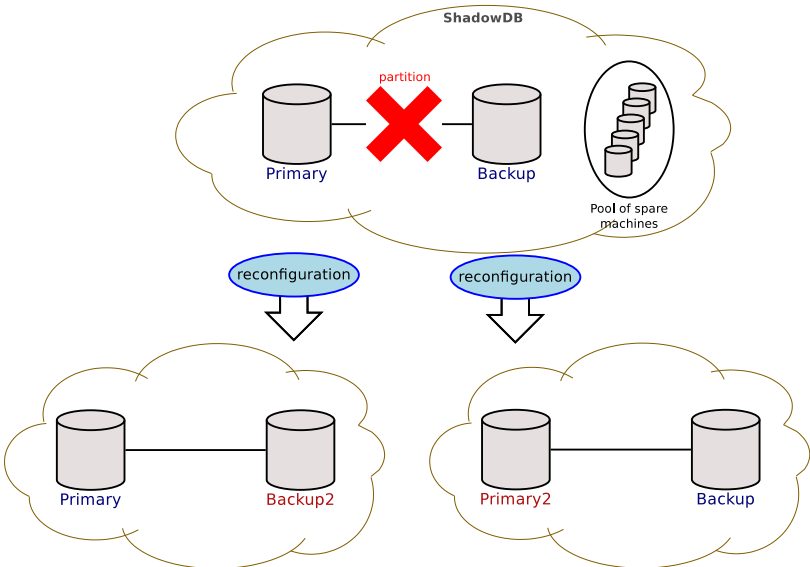 ShadowDB
partition
Primary
Backup
Pool of spare
machines
reconfiguration
reconfiguration
Primary
Backup2
Primary2
Backup